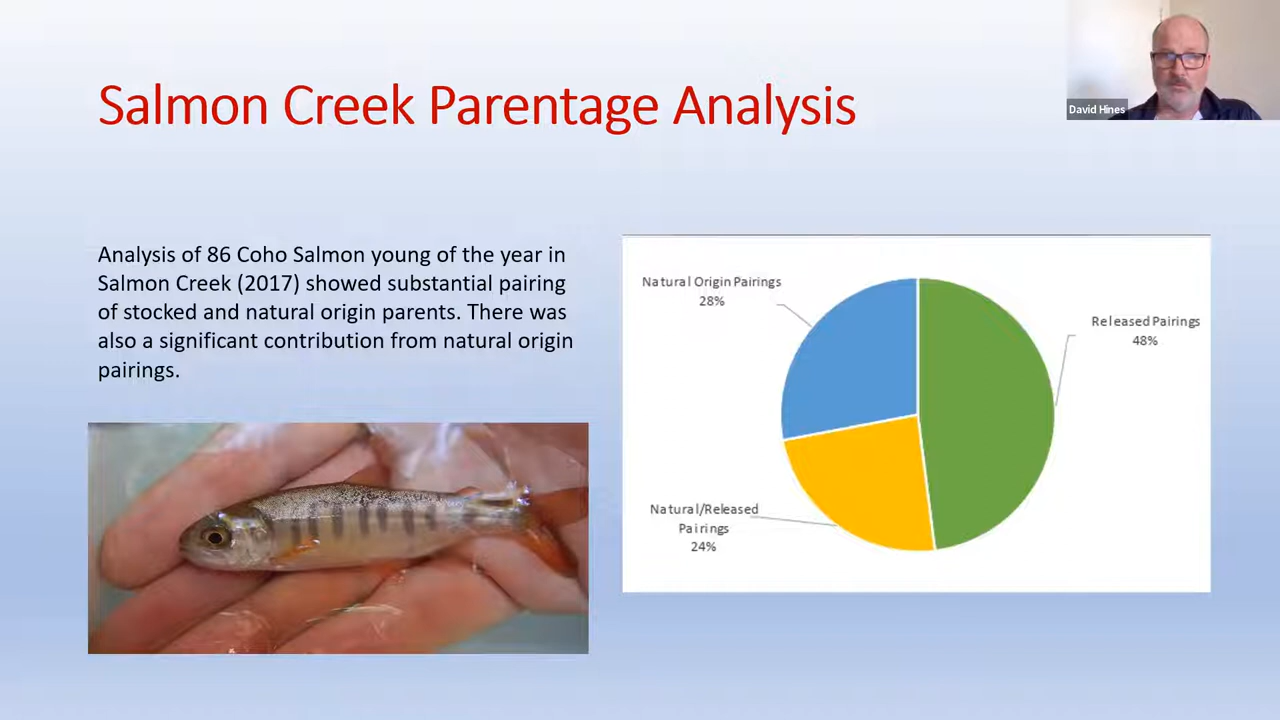 Salmon Creek Parentage Analysis
David Hines
Analysis of 86 Coho Salmon young of the year in
Salmon Creek (2017) showed substantial pairing
of stocked and natural origin parents. There was
also a significant contribution from natural origin
pairings.
Natural Origin Pairings
28%
Released Pairings
48%
Natural/Released
Pairings
24%